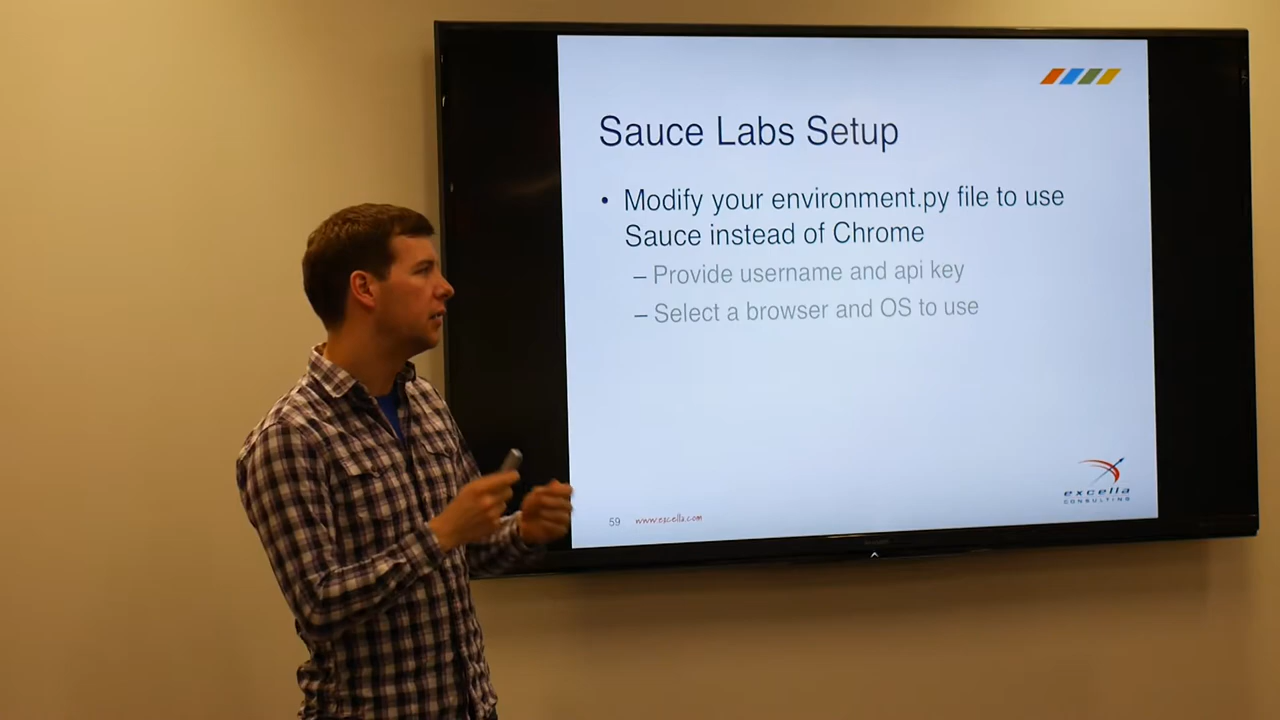 Sauce Labs Setup
• Modify your environment.py file to use
Sauce instead of Chrome
– Provide username and api key
– Select a browser and OS to use
excella
CONSULTING
59 www.excella.com